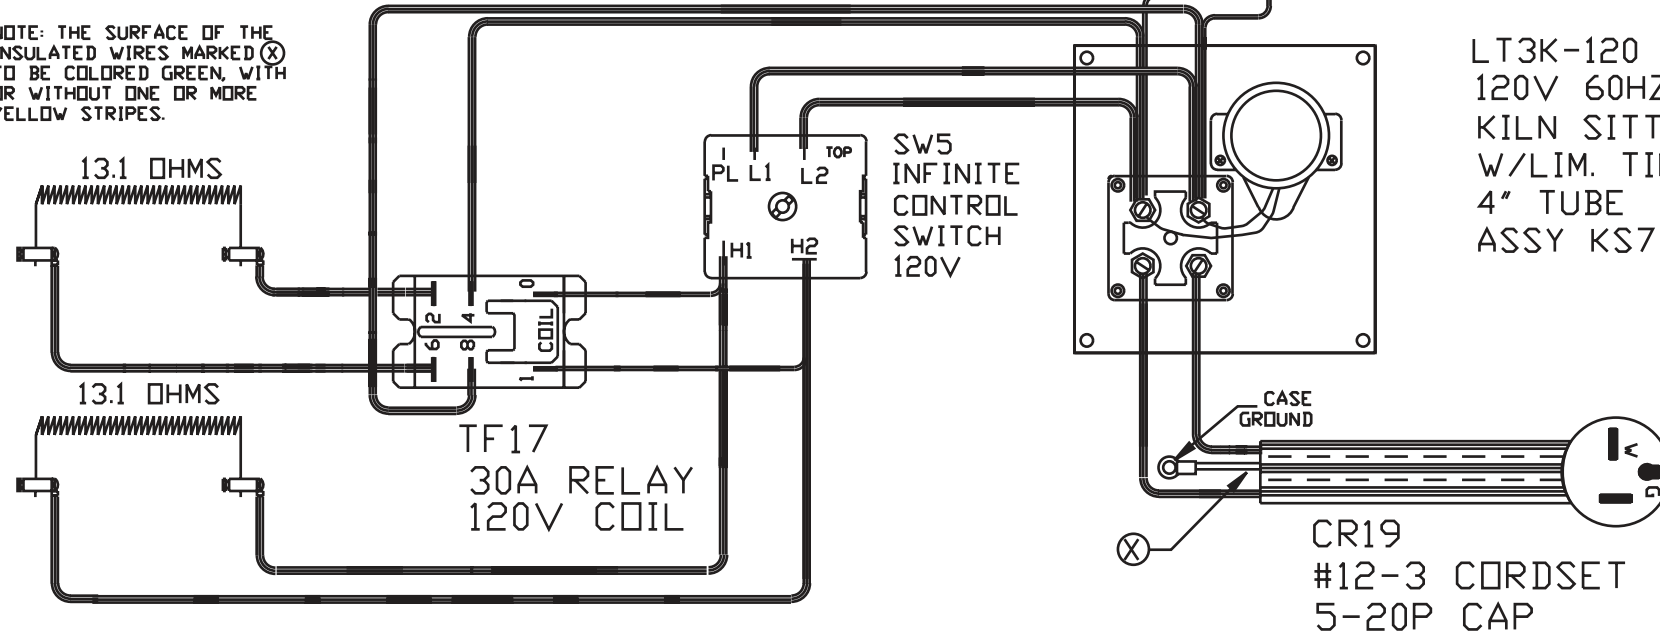 NOTE: THE SURFACE OF THE
INSULATED WIRES MARKED Ⓧ
TO BE COLORED GREEN, WITH
OR WITHOUT ONE OR MORE
YELLOW STRIPES.
13.1 OHMS
13.1 OHMS
PL L1 L2 TOP
H1 H2
SW5
INFINITE
CONTROL
SWITCH
120V
2 4 0
6 8 1
COIL
TF17
30A RELAY
120V COIL
LT3K-120
120V 60HZ
KILN SITT
W/LIM. TI
4" TUBE
ASSY KS7
CASE
GROUND
X
W
G
CR19
#12-3 CORDSET
5-20P CAP